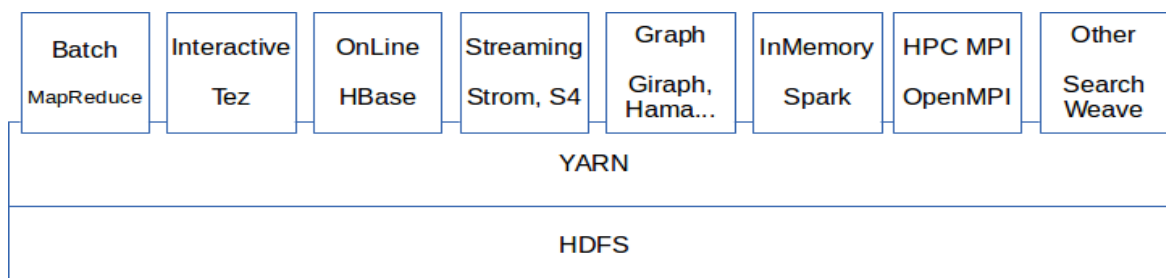 Batch
MapReduce
Interactive
Tez
OnLine
HBase
Streaming
Strom, S4
Graph
Giraph,
Hama...
InMemory
Spark
HPC MPI
OpenMPI
Other
Search
Weave
YARN
HDFS